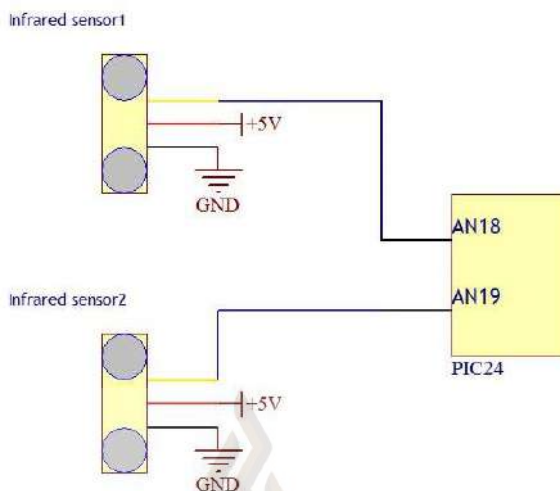 Infrared sensor1
+5V
GND
AN18
AN19
PIC24
Infrared sensor2
+5V
GND